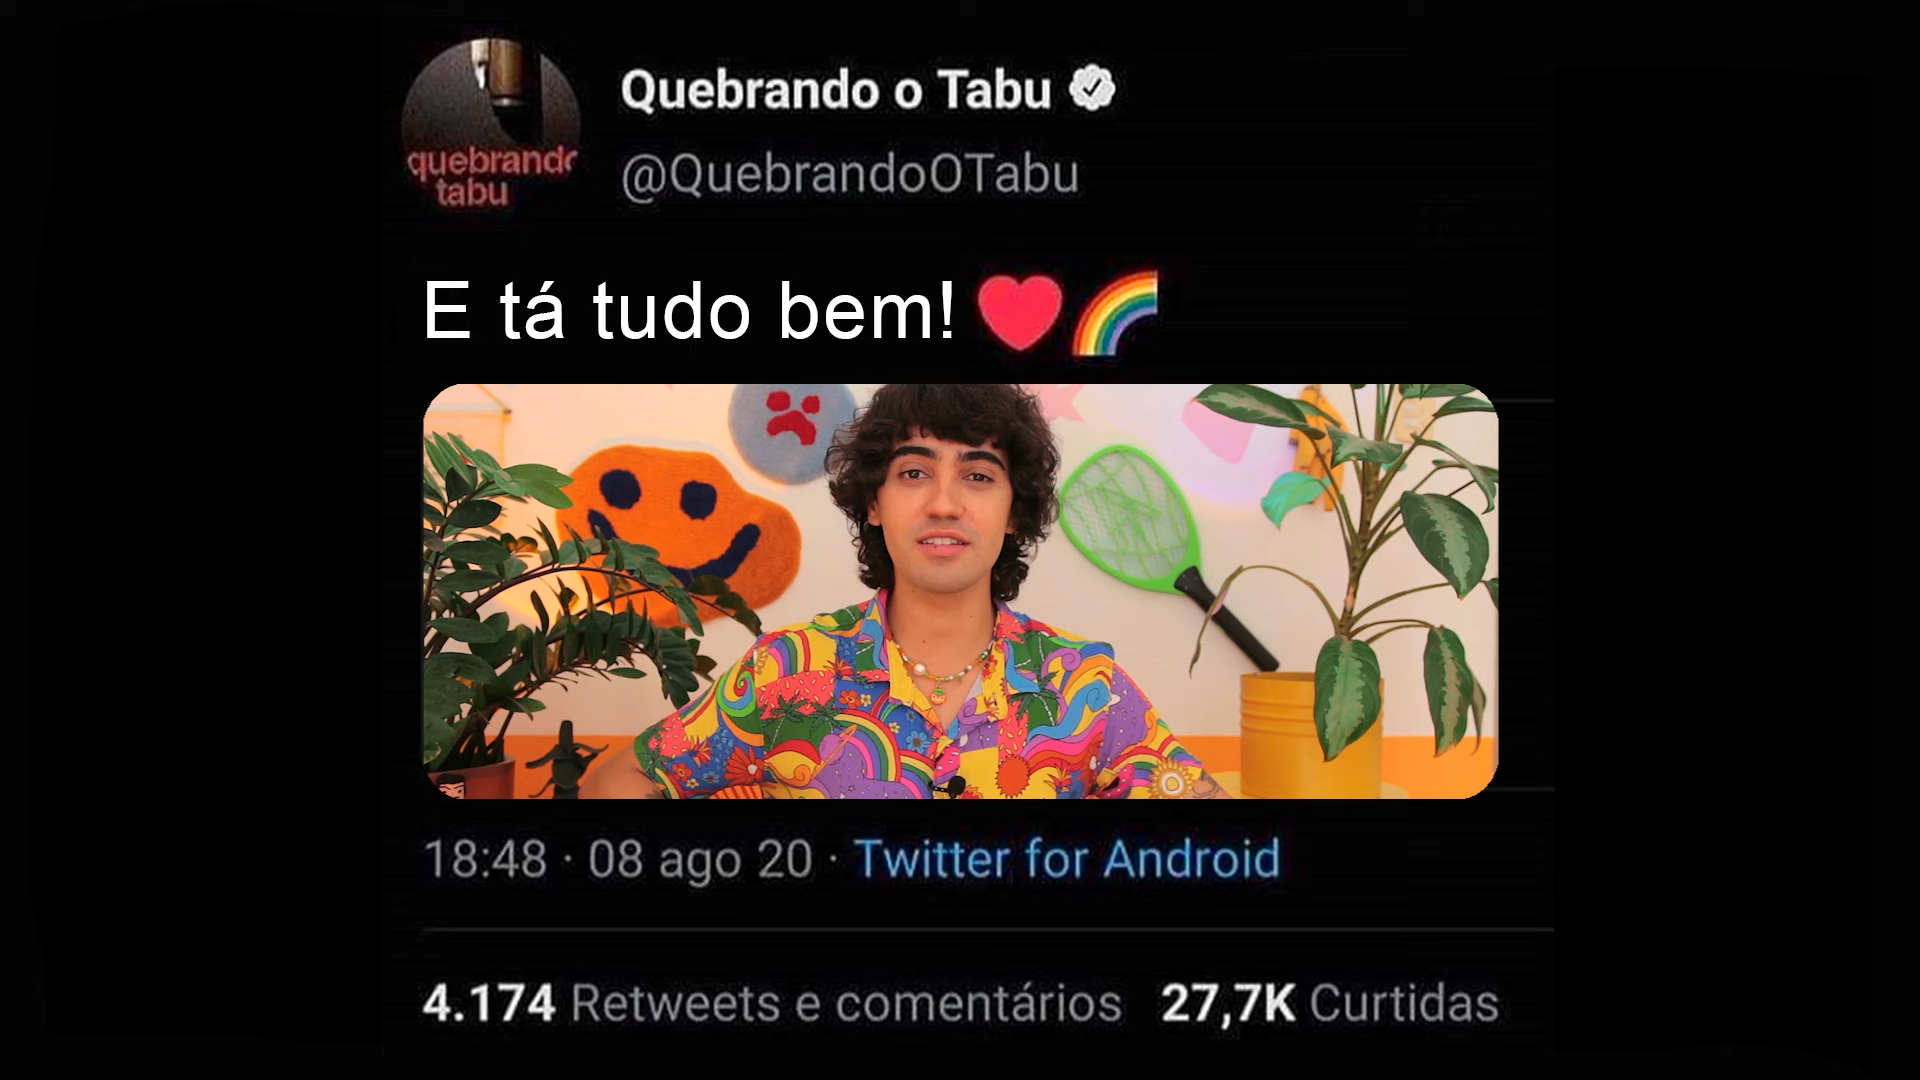 quebrando
tabu
Quebrando o Tabu
@QuebrandoOTabu
E tá tudo bem! ❤️🌈
18:48 · 08 ago 20 · Twitter for Android
4.174 Retweets e comentários 27,7K Curtidas